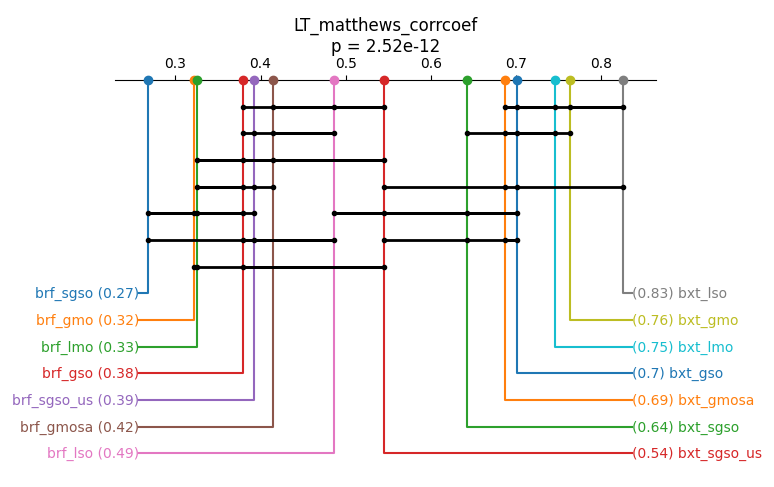 LT_matthews_corrcoef
p = 2.52e-12
0.3 0.4 0.5 0.6 0.7 0.8
brf_sgso (0.27) (0.83) bxt_lso
brf_gmo (0.32) (0.76) bxt_gmo
brf_lmo (0.33) (0.75) bxt_lmo
brf_gso (0.38) (0.7) bxt_gso
brf_sgso_us (0.39) (0.69) bxt_gmosa
brf_gmosa (0.42) (0.64) bxt_sgso
brf_lso (0.49) (0.54) bxt_sgso_us